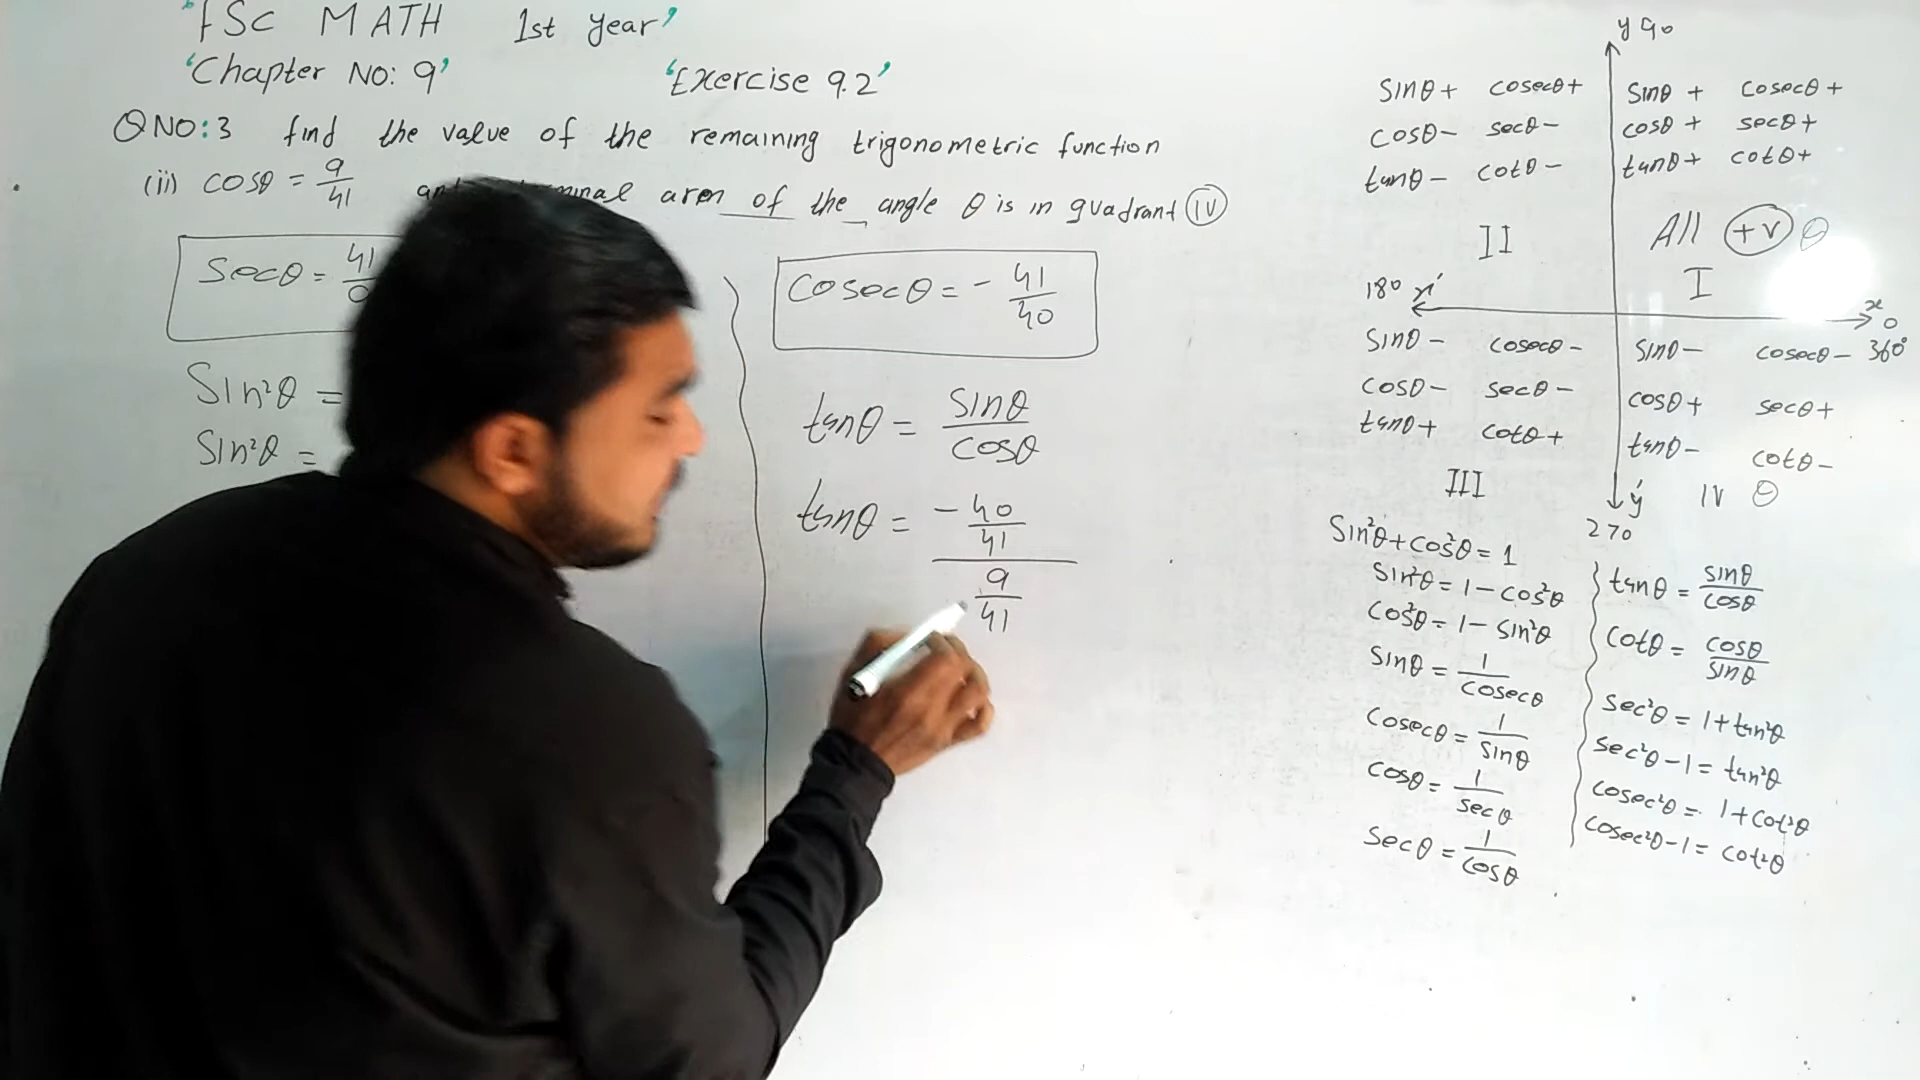 'FSc MATH 1st year'
'Chapter No: 9' 'Exercise 9.2'
Q NO:3 find the value of the remaining trigonometric function
(ii) cosθ = 9/41 arem of the angle θ is in quadrant (IV)
Secθ = 41/
Sin²θ =
Sin²θ =
Cosecθ = - 41/40
tanθ = sinθ/cosθ
tanθ = (-40/41)/(9/41)
y 90
Sinθ+ cosecθ+
cosθ- secθ-
tanθ- cotθ-
II
Sinθ + cosecθ +
cosθ + secθ+
tanθ+ cotθ+
All +v θ
I
180 x'
x 0
360°
Sinθ- cosecθ-
cosθ- secθ-
tanθ+ cotθ+
III
Sinθ- cosecθ-
cosθ+ secθ+
tanθ- cotθ-
y' IV θ
270
Sin²θ+cos²θ=1
Sin²θ=1-cos²θ
Cos²θ=1-sin²θ
Sinθ = 1/cosecθ
Cosecθ = 1/sinθ
Cosθ = 1/secθ
Secθ = 1/cosθ
tanθ = sinθ/cosθ
cotθ = cosθ/sinθ
sec²θ = 1+tan²θ
sec²θ-1 = tan²θ
cosec²θ = 1+cot²θ
cosec²θ-1 = cot²θ